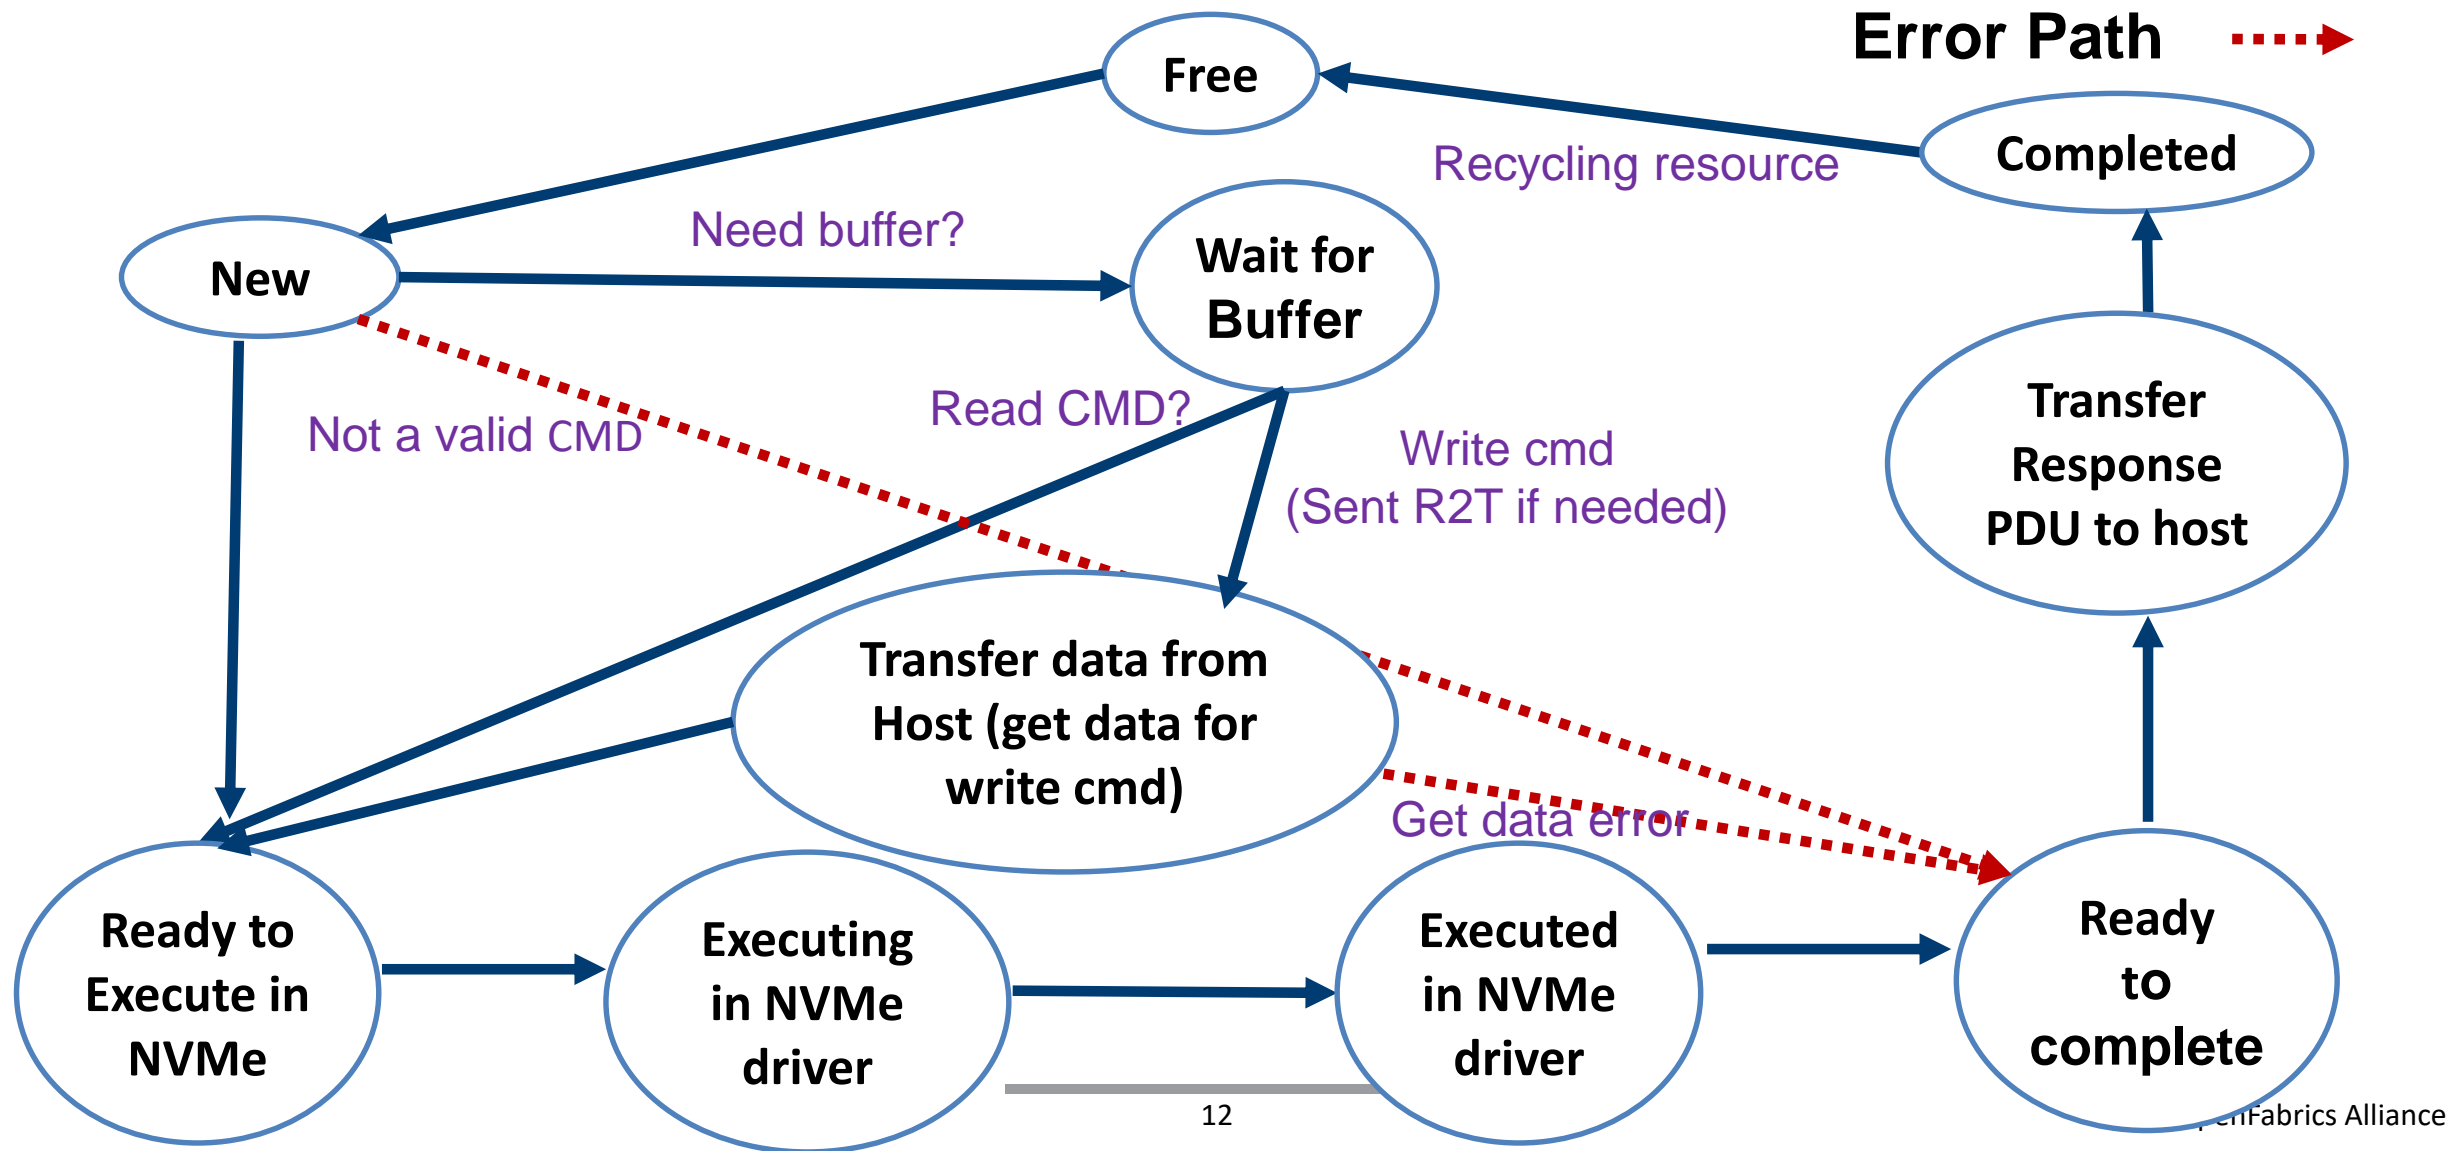 Error Path
Free
Completed
Recycling resource
Need buffer?
New
Wait for
Buffer
Not a valid CMD
Read CMD?
Write cmd
(Sent R2T if needed)
Transfer
Response
PDU to host
Transfer data from
Host (get data for
write cmd)
Get data error
Ready to
Execute in
NVMe
Executing
in NVMe
driver
Executed
in NVMe
driver
Ready
to
complete
12
Alliance